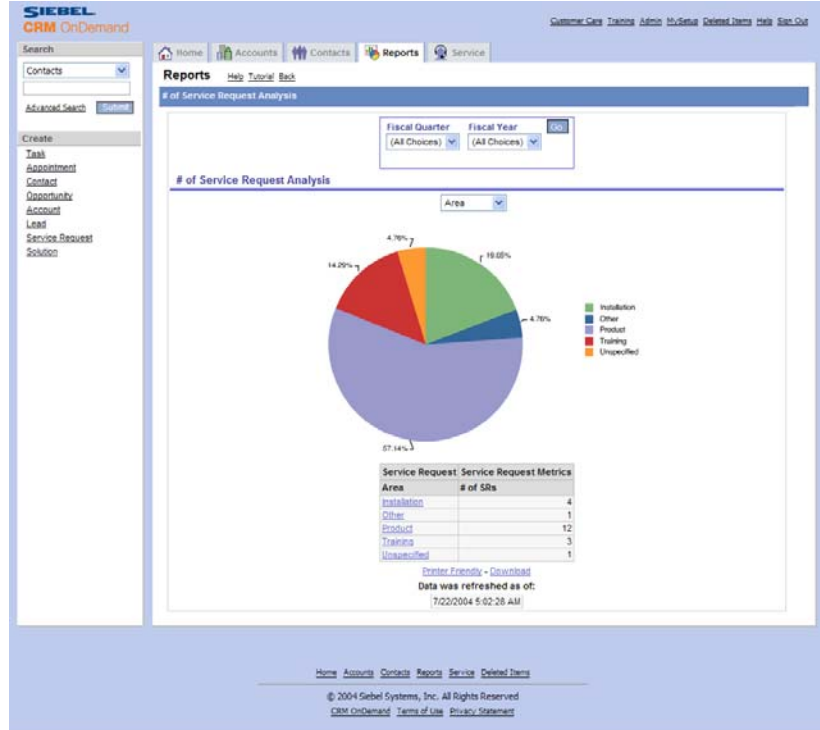 SIEBEL
CRM OnDemand
Customer Care Training Admin MySetup Deleted Items Help Sign Out
Search
Contacts
Advanced Search Submit
Create
Task
Appointment
Contact
Opportunity
Account
Lead
Service Request
Solution
Home Accounts Contacts Reports Service
Reports Help Tutorial Back
# of Service Request Analysis
Fiscal Quarter Fiscal Year Go
(All Choices) (All Choices)
# of Service Request Analysis
Area
4.76%
19.05%
14.29%
4.76%
57.14%
Installation
Other
Product
Training
Unspecified
Service Request Service Request Metrics
Area # of SRs
Installation 4
Other 1
Product 12
Training 3
Unspecified 1
Printer Friendly - Download
Data was refreshed as of:
7/22/2004 5:02:28 AM
Home Accounts Contacts Reports Service Deleted Items
© 2004 Siebel Systems, Inc. All Rights Reserved
CRM OnDemand Terms of Use Privacy Statement